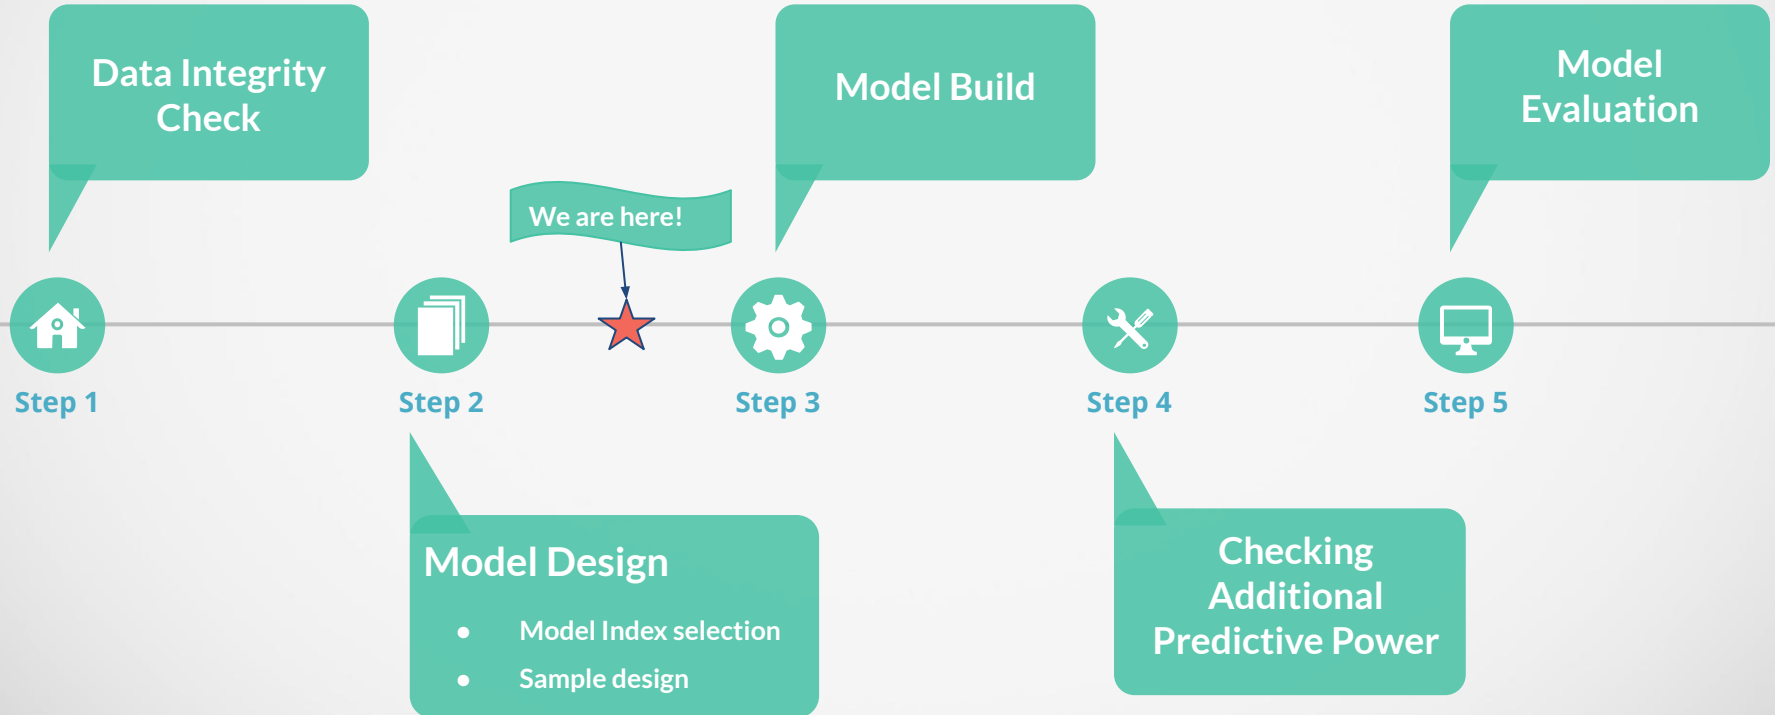 Data Integrity
Check
Model Build
Model
Evaluation
We are here!
Step 1
Step 2
Step 3
Step 4
Step 5
Model Design
● Model Index selection
● Sample design
Checking
Additional
Predictive Power